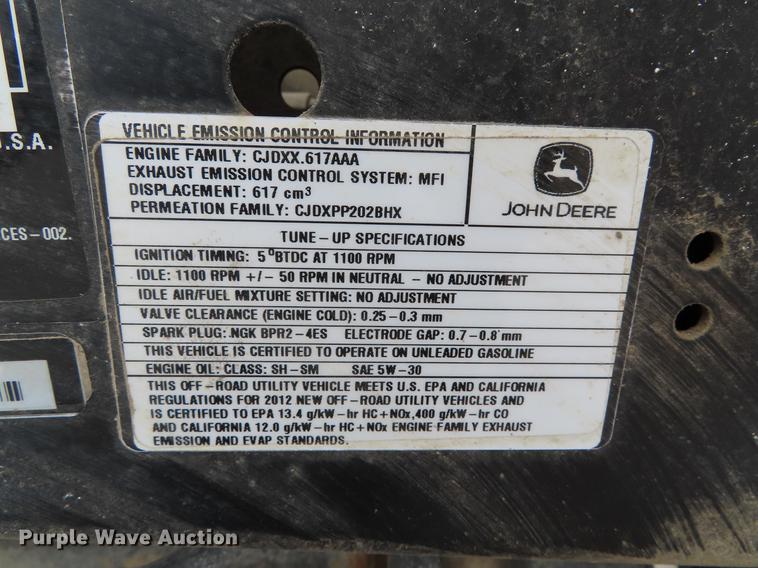 U.S.A.
CES-002.
VEHICLE EMISSION CONTROL INFORMATION
ENGINE FAMILY: CJDXX.617AAA
EXHAUST EMISSION CONTROL SYSTEM: MFI
DISPLACEMENT: 617 cm³
PERMEATION FAMILY: CJDXPP202BHX
JOHN DEERE
TUNE-UP SPECIFICATIONS
IGNITION TIMING: 5 °BTDC AT 1100 RPM
IDLE: 1100 RPM +/- 50 RPM IN NEUTRAL - NO ADJUSTMENT
IDLE AIR/FUEL MIXTURE SETTING: NO ADJUSTMENT
VALVE CLEARANCE (ENGINE COLD): 0.25-0.3 mm
SPARK PLUG: NGK BPR2-4ES ELECTRODE GAP: 0.7-0.8 mm
THIS VEHICLE IS CERTIFIED TO OPERATE ON UNLEADED GASOLINE
ENGINE OIL: CLASS: SH-SM SAE 5W-30
THIS OFF-ROAD UTILITY VEHICLE MEETS U.S. EPA AND CALIFORNIA
REGULATIONS FOR 2012 NEW OFF-ROAD UTILITY VEHICLES AND
IS CERTIFIED TO EPA 13.4 g/kW-hr HC+NOx, 400 g/kW-hr CO
AND CALIFORNIA 12.0 g/kW-hr HC+NOx ENGINE FAMILY EXHAUST
EMISSION AND EVAP STANDARDS.
Purple Wave Auction
purplewave.com